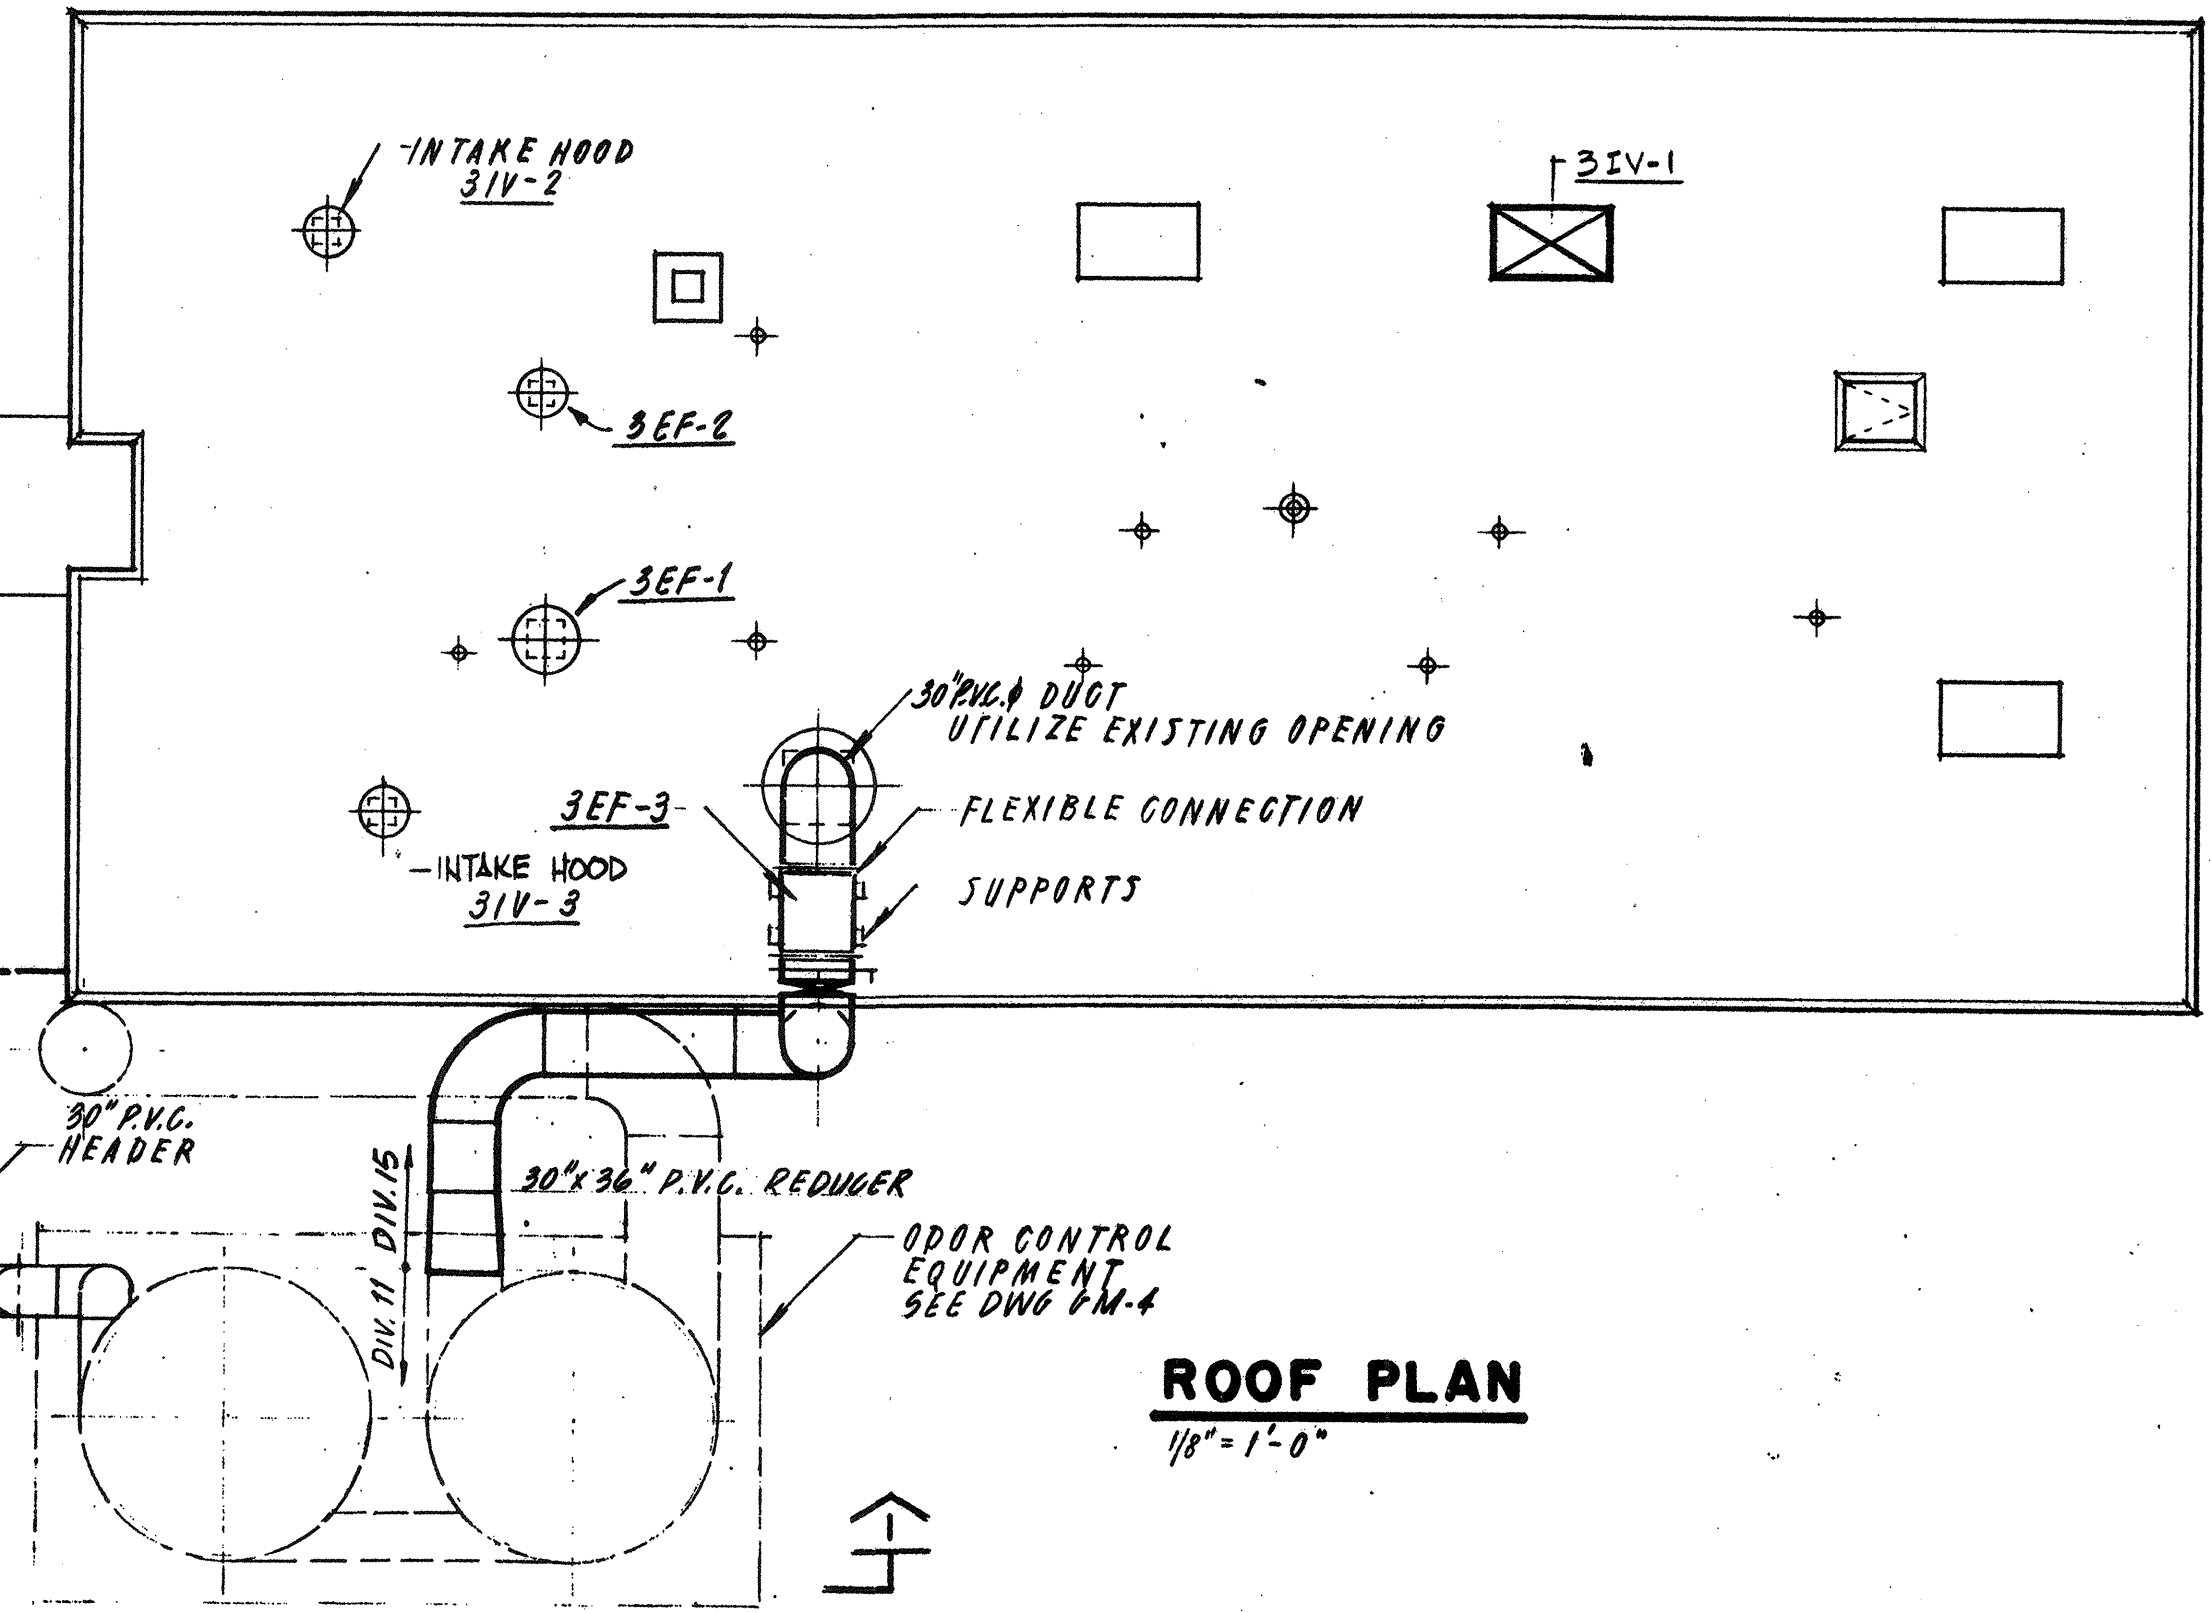 INTAKE HOOD
3IV-2
3IV-1
3EF-2
3EF-1
30" P.V.C. ϕ DUCT
UTILIZE EXISTING OPENING
3EF-3
FLEXIBLE CONNECTION
INTAKE HOOD
3IV-3
SUPPORTS
30" P.V.C.
HEADER
DIV. 15
DIV. 11
30" x 36" P.V.C. REDUCER
ODOR CONTROL
EQUIPMENT
SEE DWG GM-4
ROOF PLAN
1/8" = 1'-0"